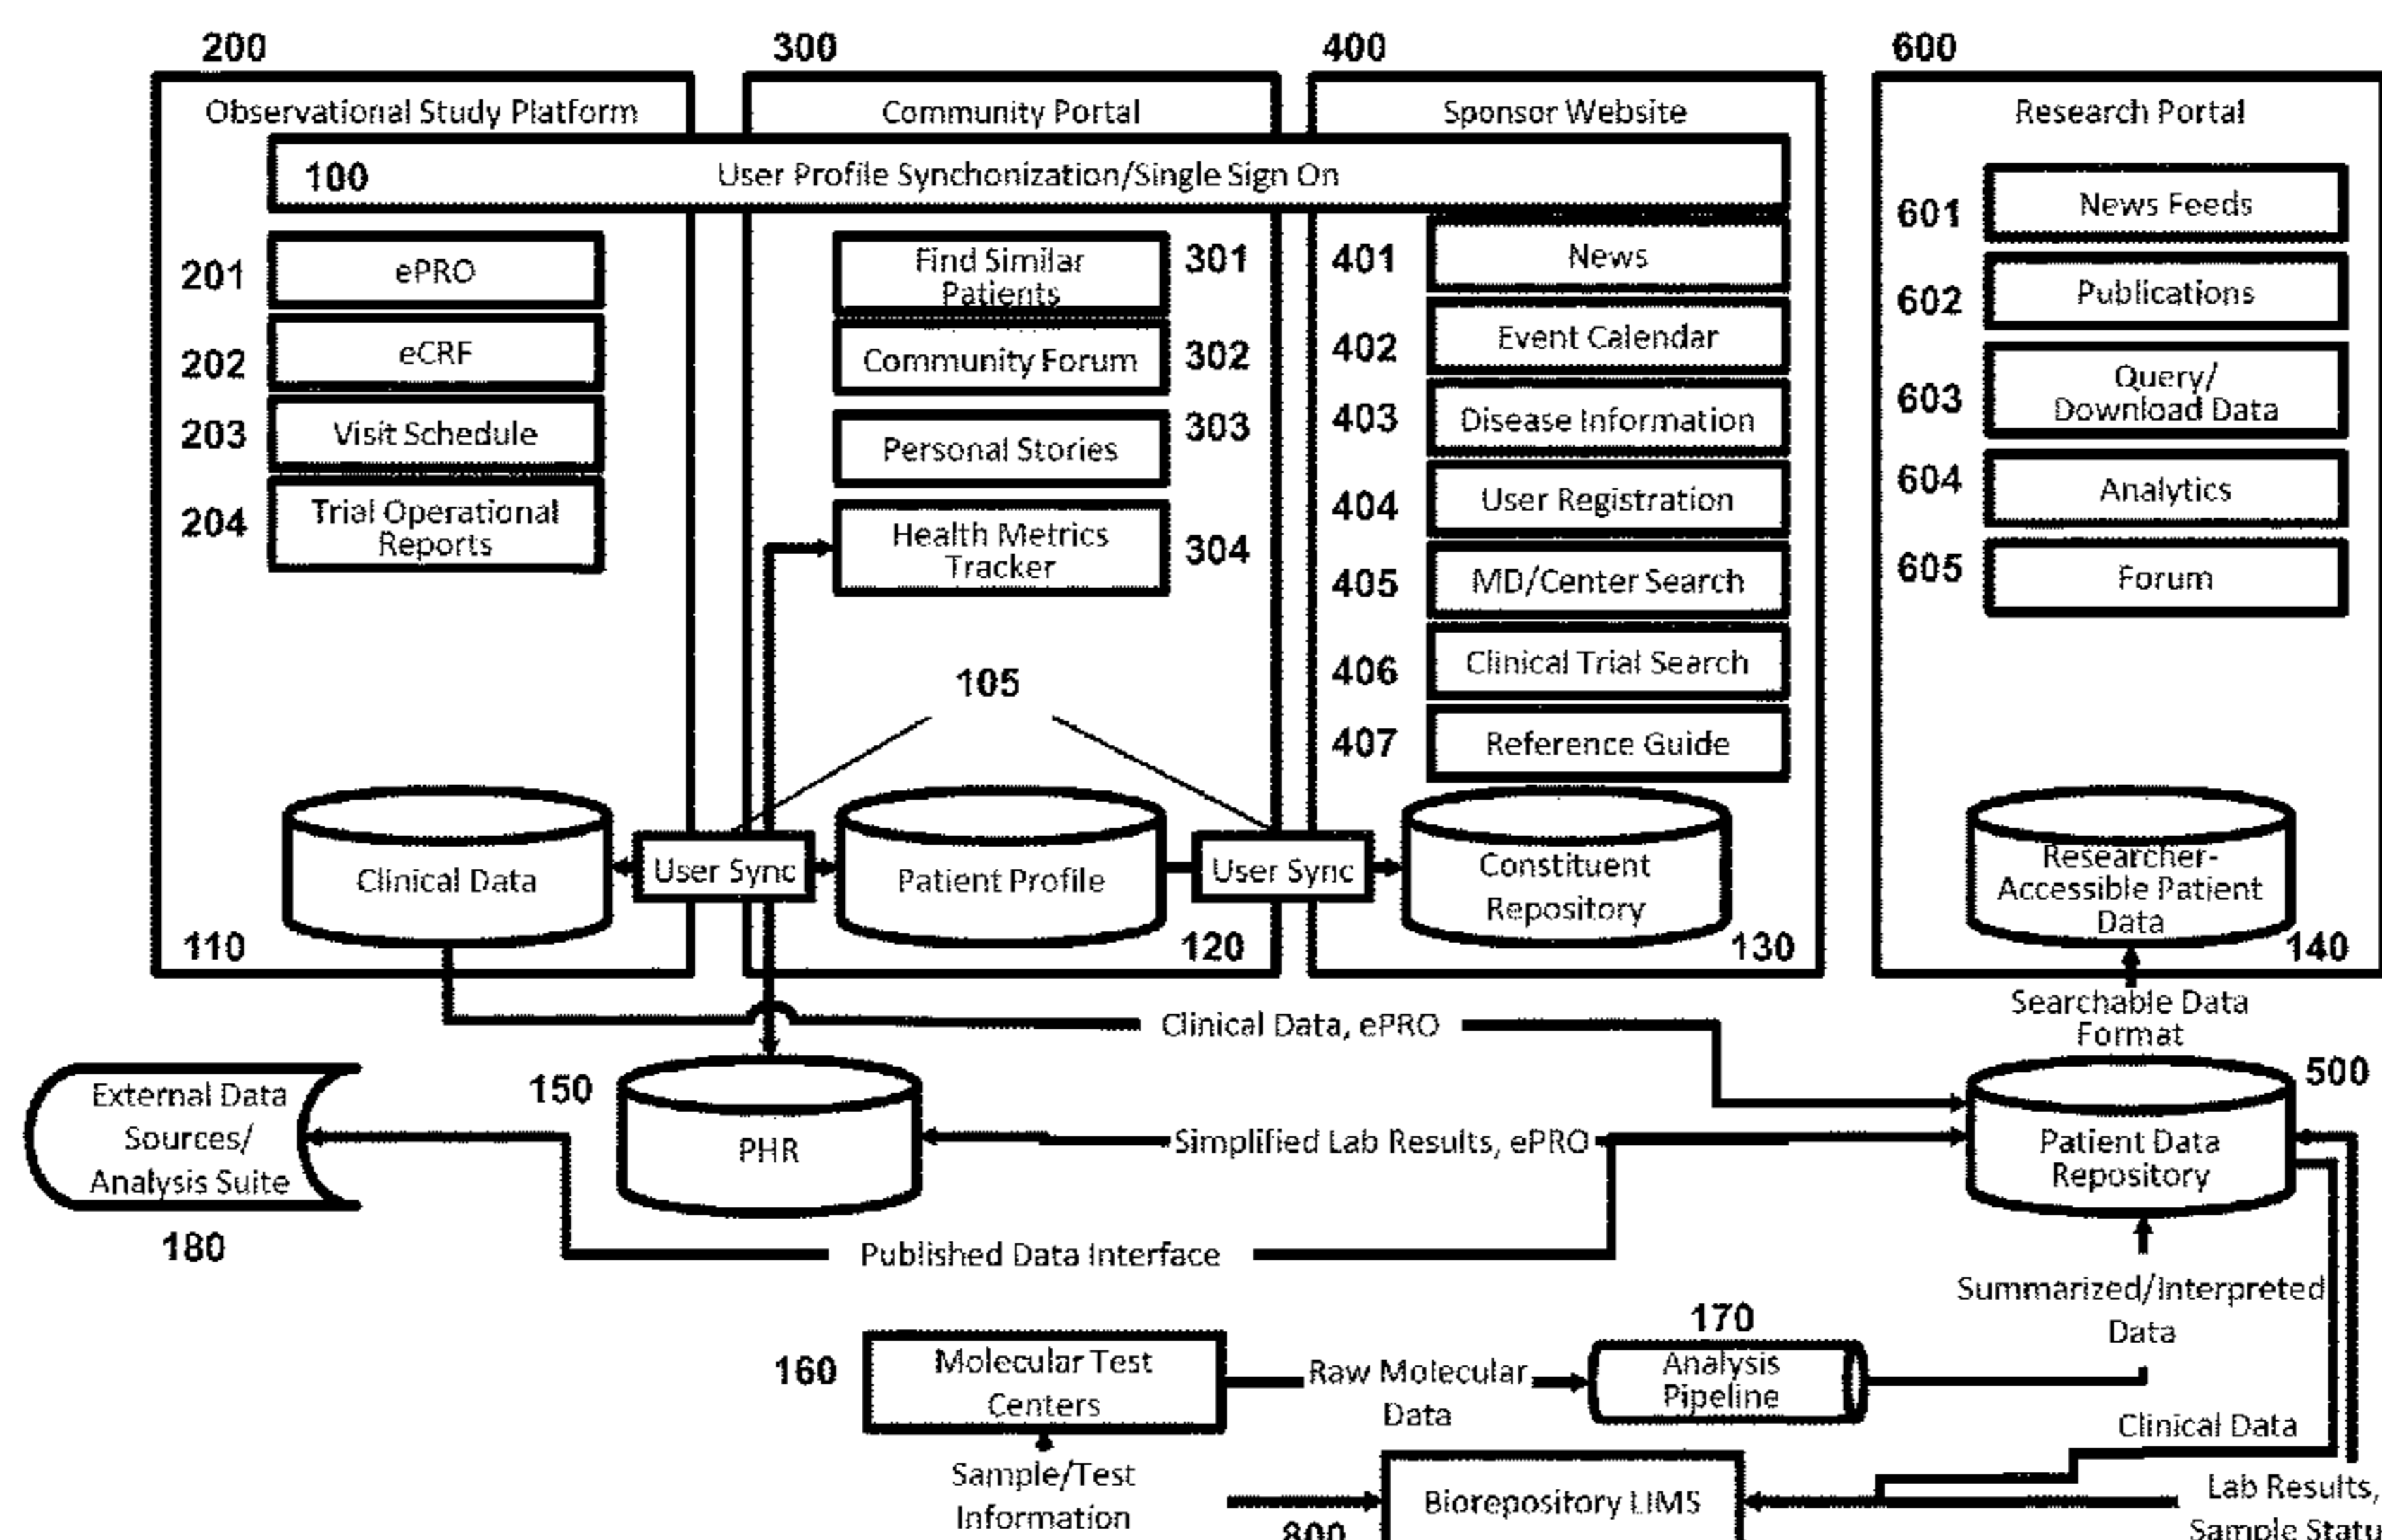 200
300
400
600
Observational Study Platform
Community Portal
Sponsor Website
Research Portal
100
User Profile Synchonization/Single Sign On
201
ePRO
202
eCRF
203
Visit Schedule
204
Trial Operational
Reports
Clinical Data
110
Find Similar
Patients
301
Community Forum
302
Personal Stories
303
Health Metrics
Tracker
304
105
User Sync
Patient Profile
120
User Sync
401
News
402
Event Calendar
403
Disease Information
404
User Registration
405
MD/Center Search
406
Clinical Trial Search
407
Reference Guide
Constituent
Repository
130
601
News Feeds
602
Publications
603
Query/
Download Data
604
Analytics
605
Forum
Researcher-
Accessible Patient
Data
140
Searchable Data
Format
Clinical Data, ePRO
External Data
Sources/
Analysis Suite
180
150
PHR
Simplified Lab Results, ePRO
500
Patient Data
Repository
Published Data Interface
Summarized/Interpreted
Data
160
Molecular Test
Centers
Raw Molecular
Data
170
Analysis
Pipeline
Clinical Data
Sample/Test
Information
800
Biorepository LIMS
Lab Results,
Sample Statu